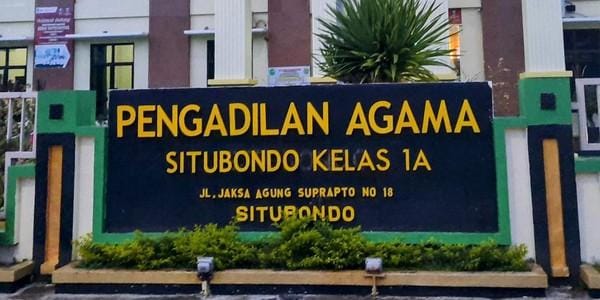 PENGADILAN AGAMA
SITUBONDO KELAS 1A
JL, JAKSA AGUNG SUPRAPTO NO 18
SITUBONDO